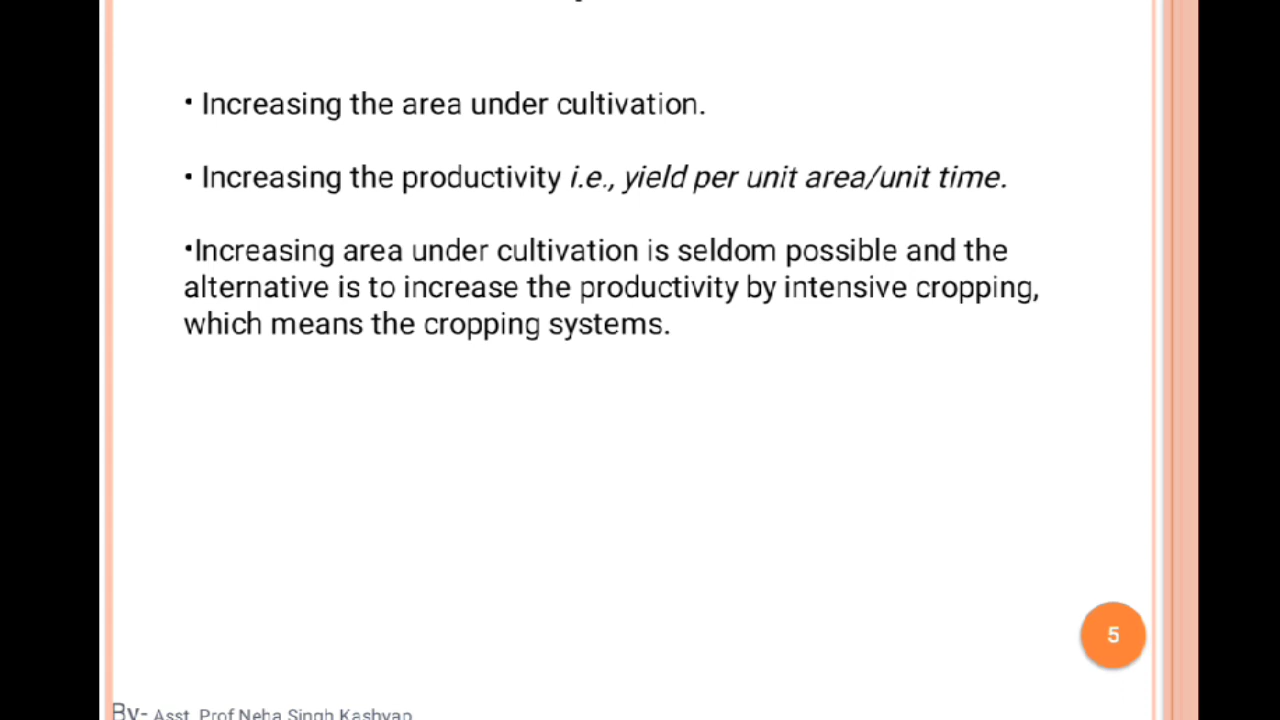 • Increasing the area under cultivation.
• Increasing the productivity i.e., yield per unit area/unit time.
•Increasing area under cultivation is seldom possible and the
alternative is to increase the productivity by intensive cropping,
which means the cropping systems.
5
By- Asst. Prof Neha Singh Kashyap